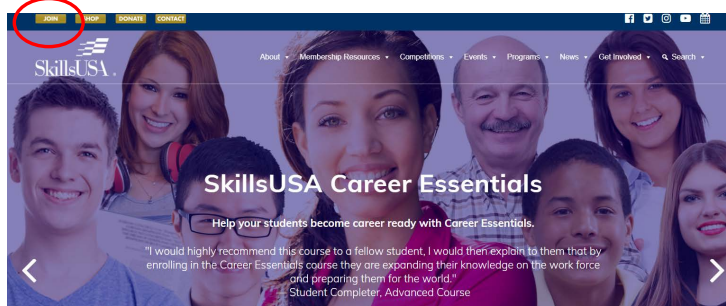 JOIN SHOP DONATE CONTACT
SkillsUSA
About Membership Resources Competitions Events Programs News Get Involved Search
SkillsUSA Career Essentials
Help your students become career ready with Career Essentials.
"I would highly recommend this course to a fellow student, I would then explain to them that by
enrolling in the Career Essentials course they are expanding their knowledge on the work force
and preparing them for the world."
– Student Completer, Advanced Course